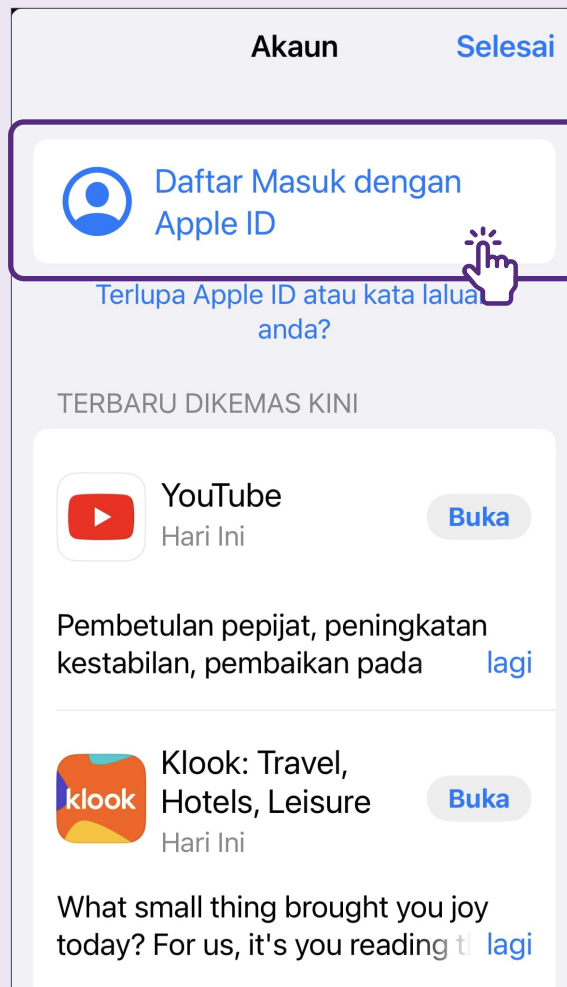 Akaun
Selesai
Daftar Masuk dengan
Apple ID
Terlupa Apple ID atau kata
anda?
TERBARU DIKEMAS KINI
YouTube
Hari Ini
Buka
Pembetulan pepijat, peningkatan
kestabilan, pembaikan pada lagi
klook
Klook: Travel,
Hotels, Leisure
Hari Ini
Buka
What small thing brought you joy
today? For us, it's you reading lagi